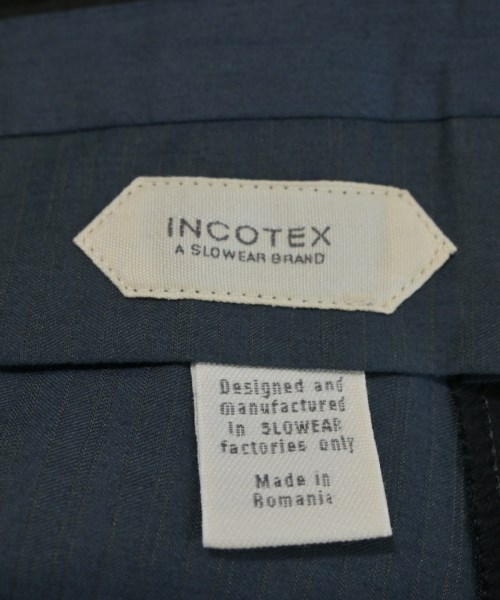 INCOTEX
A SLOWEAR BRAND
Designed and
manufactured
in SLOWEAR
factories only
Made in
Romania